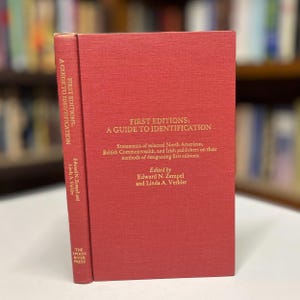 FIRST EDITIONS:
A GUIDE TO IDENTIFICATION
Statements of selected North American,
British Commonwealth, and Irish publishers on their
methods of designating first editions.
Edited by
Edward N. Zempel
and Linda A. Verkler
FIRST EDITIONS:
A GUIDE TO IDENTIFICATION
Edward N. Zempel and
Linda A. Verkler
THE
SPOON
RIVER
PRESS